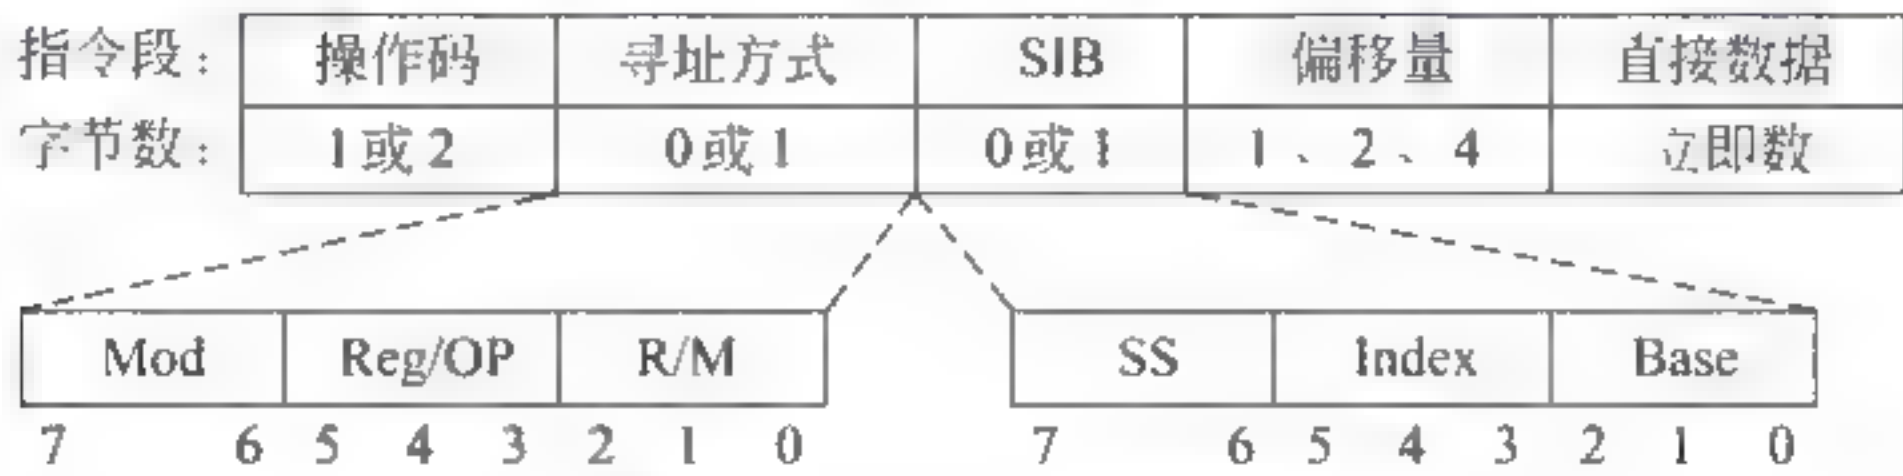 指令段： 操作码 寻址方式 SIB 偏移量 直接数据
字节数： 1或2 0或1 0或1 1、2、4 立即数
Mod Reg/OP R/M SS Index Base
7 6 5 4 3 2 1 0 7 6 5 4 3 2 1 0